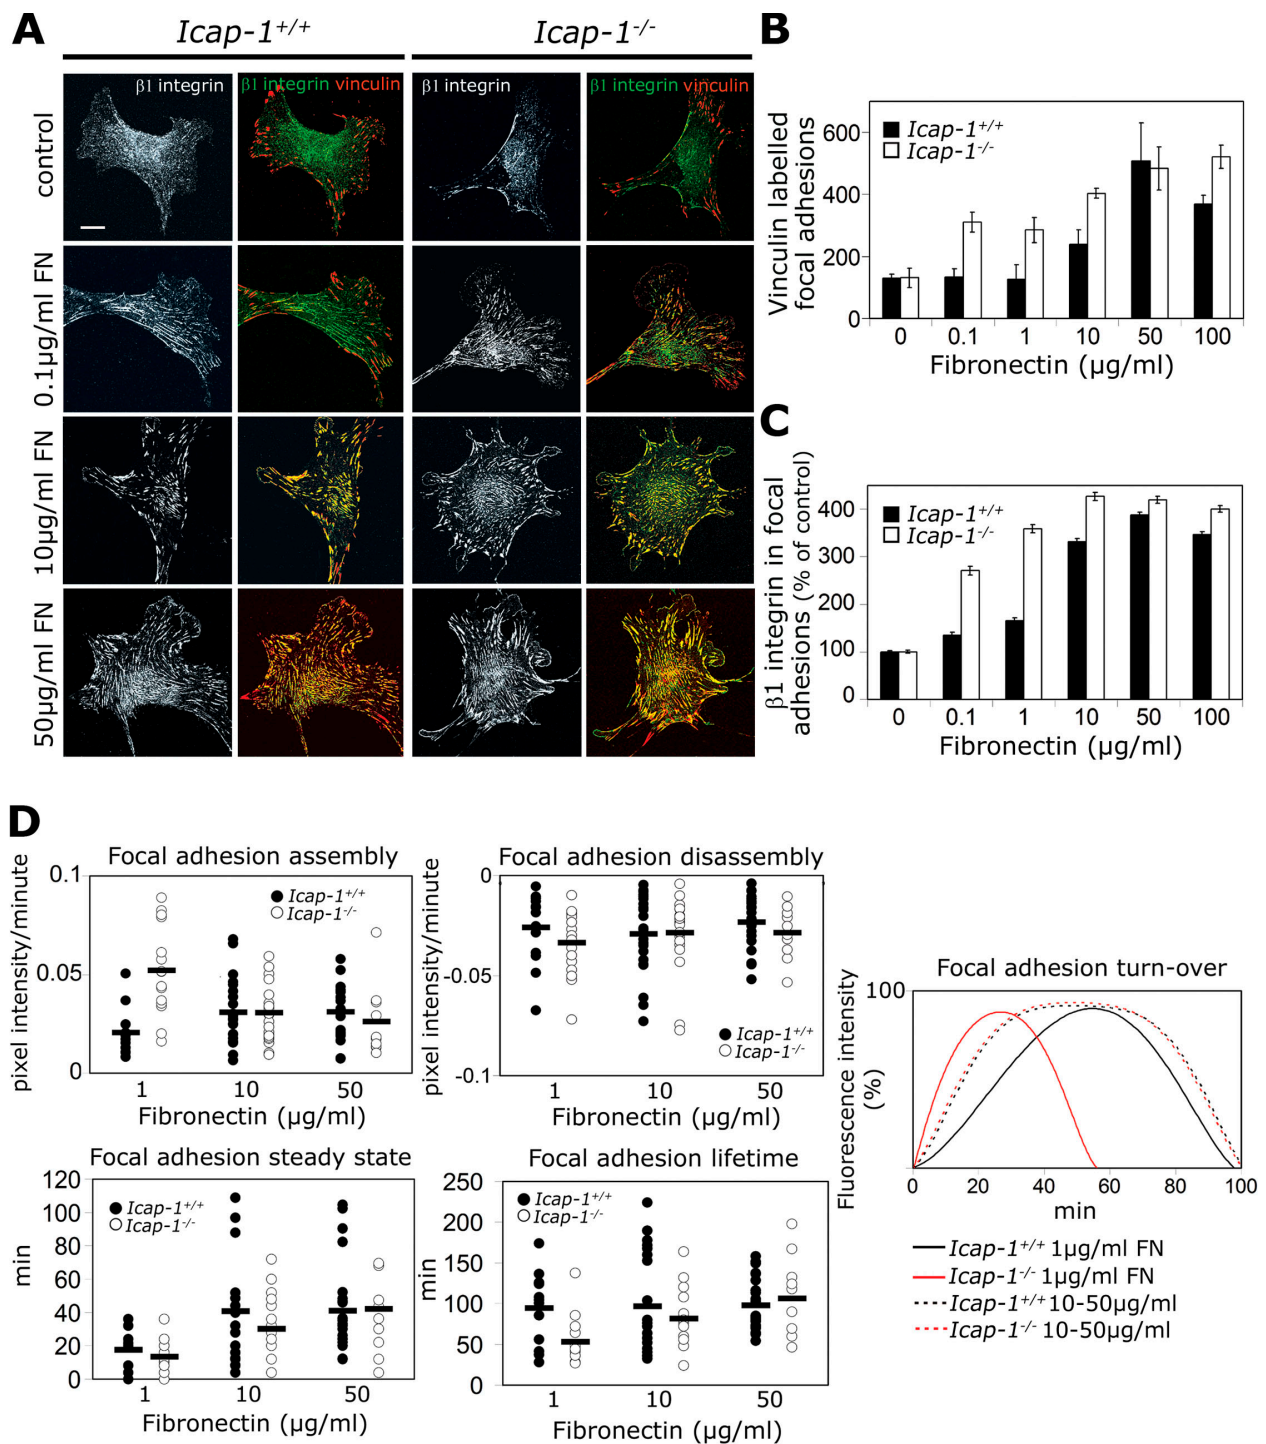 A
Icap-1+/+
Icap-1-/-
β1 integrin
β1 integrin vinculin
β1 integrin
β1 integrin vinculin
control
0.1µg/ml FN
10µg/ml FN
50µg/ml FN
B
Vinculin labelled
focal adhesions
600
400
200
0
Icap-1+/+
Icap-1-/-
0 0.1 1 10 50 100
Fibronectin (µg/ml)
C
β1 integrin in focal
adhesions (% of control)
400
300
200
100
0
Icap-1+/+
Icap-1-/-
0 0.1 1 10 50 100
Fibronectin (µg/ml)
D
Focal adhesion assembly
pixel intensity/minute
0.1
0.05
0
Icap-1+/+
Icap-1-/-
1 10 50
Fibronectin (µg/ml)
Focal adhesion disassembly
pixel intensity/minute
0
-0.05
-0.1
Icap-1+/+
Icap-1-/-
1 10 50
Fibronectin (µg/ml)
Focal adhesion steady state
min
120
100
80
60
40
20
0
Icap-1+/+
Icap-1-/-
1 10 50
Fibronectin (µg/ml)
Focal adhesion lifetime
min
250
200
150
100
50
0
Icap-1+/+
Icap-1-/-
1 10 50
Fibronectin (µg/ml)
Focal adhesion turn-over
Fluorescence intensity
(%)
100
0 20 40 60 80 100
min
Icap-1+/+ 1µg/ml FN
Icap-1-/- 1µg/ml FN
Icap-1+/+ 10-50µg/ml
Icap-1-/- 10-50µg/ml